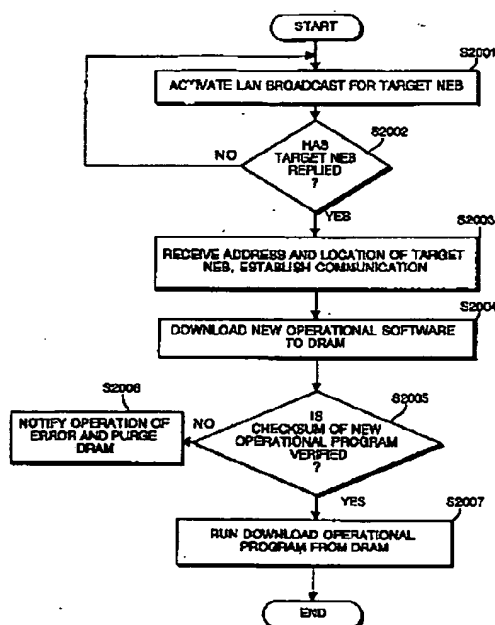 START
S2001
ACTIVATE LAN BROADCAST FOR TARGET NEB
S2002
HAS
TARGET NEB
REPLIED
?
NO
YES
S2003
RECEIVE ADDRESS AND LOCATION OF TARGET
NEB, ESTABLISH COMMUNICATION
S2004
DOWNLOAD NEW OPERATIONAL SOFTWARE
TO DRAM
S2006
NOTIFY OPERATION OF
ERROR AND PURGE
DRAM
NO
S2005
IS
CHECKSUM OF NEW
OPERATIONAL PROGRAM
VERIFIED
?
YES
S2007
RUN DOWNLOAD OPERATIONAL
PROGRAM FROM DRAM
END